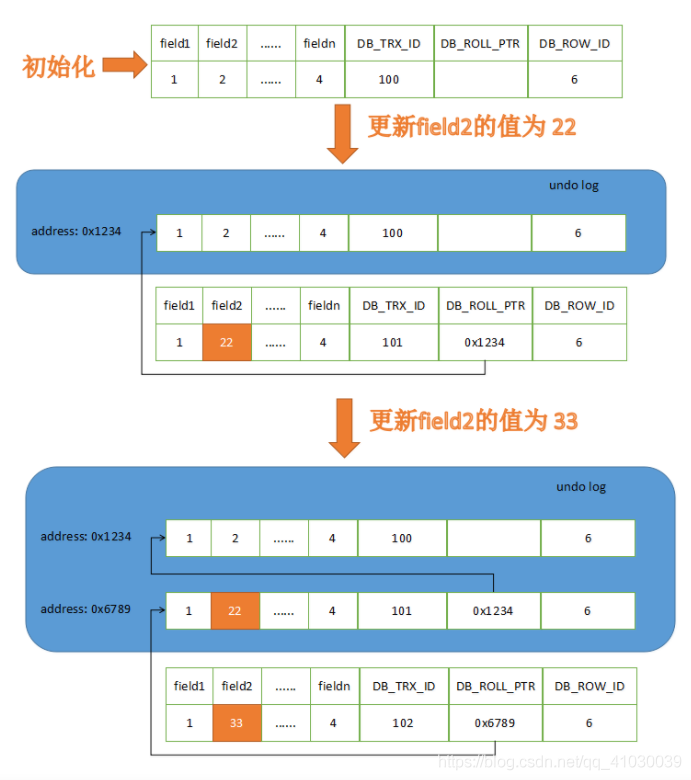 field1 field2 ...... fieldn DB_TRX_ID DB_ROLL_PTR DB_ROW_ID
初始化 1 2 ...... 4 100 6
更新field2的值为 22
undo log
address: 0x1234 1 2 ...... 4 100 6
field1 field2 ...... fieldn DB_TRX_ID DB_ROLL_PTR DB_ROW_ID
1 22 ...... 4 101 0x1234 6
更新field2的值为 33
undo log
address: 0x1234 1 2 ...... 4 100 6
address: 0x6789 1 22 ...... 4 101 0x1234 6
field1 field2 ...... fieldn DB_TRX_ID DB_ROLL_PTR DB_ROW_ID
1 33 ...... 4 102 0x6789 6
https://blog.csdn.net/qq_41030039